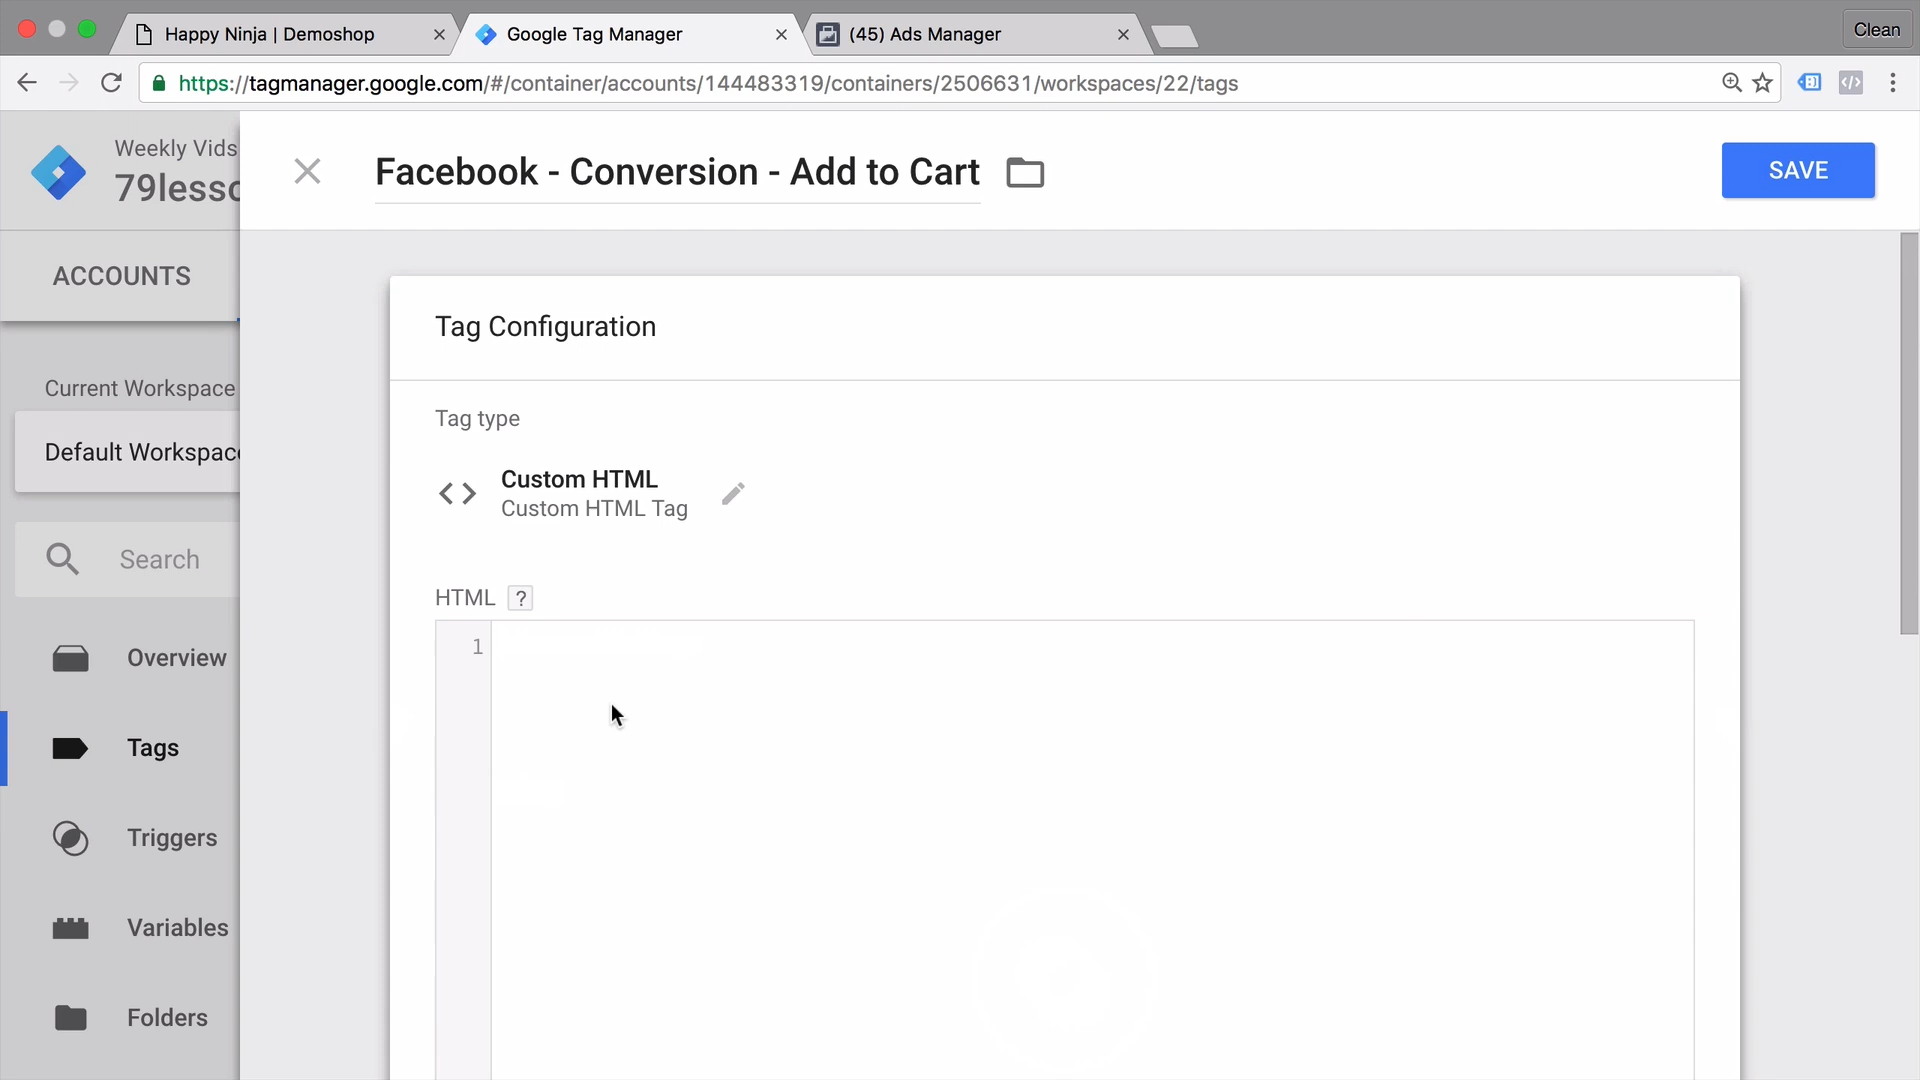 Happy Ninja | Demoshop
Google Tag Manager
(45) Ads Manager
Clean
https://tagmanager.google.com/#/container/accounts/144483319/containers/2506631/workspaces/22/tags
Weekly Vids
79lesso
Facebook - Conversion - Add to Cart
SAVE
ACCOUNTS
Current Workspace
Default Workspace
Search
Overview
Tags
Triggers
Variables
Folders
Tag Configuration
Tag type
Custom HTML
Custom HTML Tag
HTML ?
1